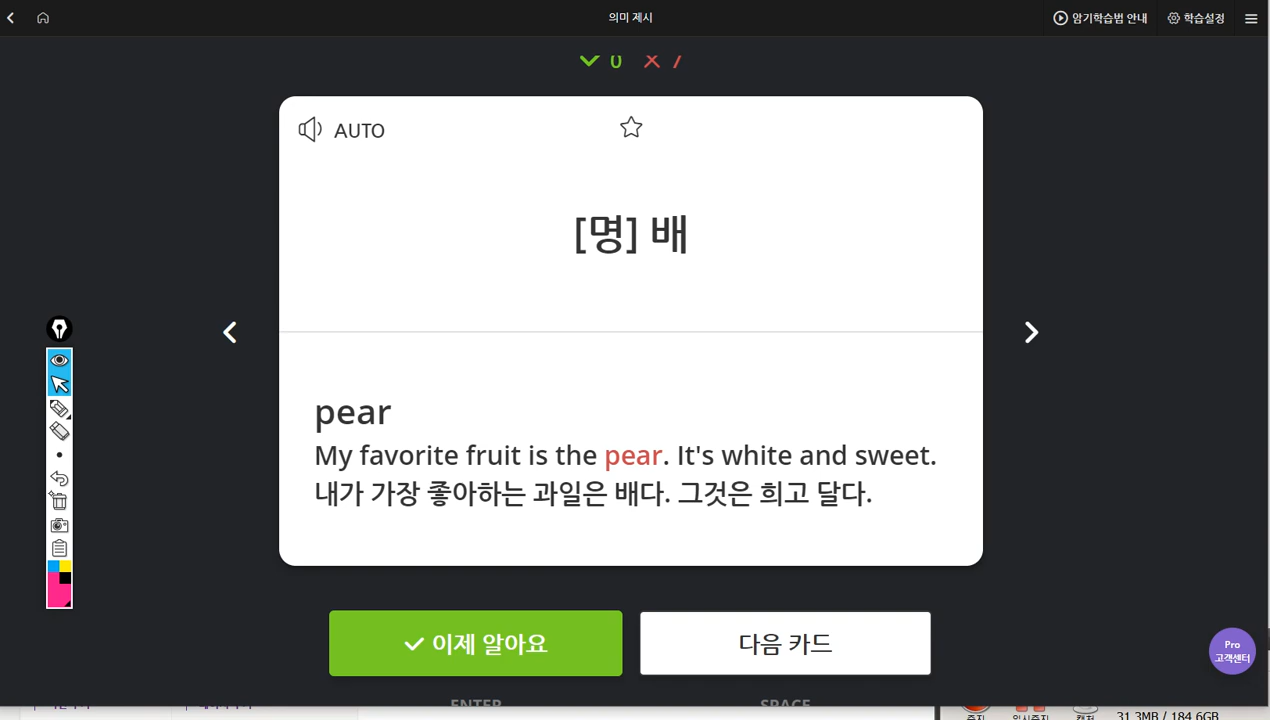 의미 제시
암기학습법 안내
학습설정
0
7
AUTO
[명] 배
pear
My favorite fruit is the pear. It's white and sweet.
내가 가장 좋아하는 과일은 배다. 그것은 희고 달다.
이제 알아요
다음 카드
Pro
고객센터
ENTER
SPACE
31.3MB / 184.6GB